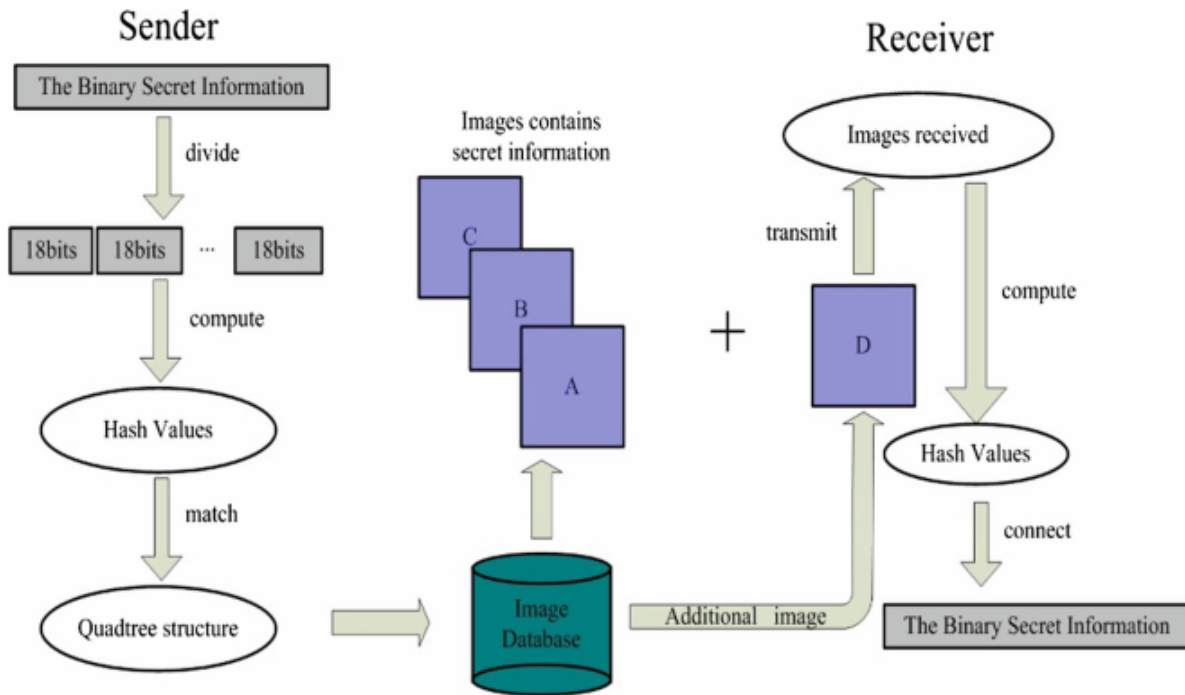 Sender
The Binary Secret Information
divide
18bits 18bits ... 18bits
compute
Hash Values
match
Quadtree structure
Images contains
secret information
C
B
A
+
Image
Database
Additional image
Receiver
Images received
transmit
D
compute
Hash Values
connect
The Binary Secret Information